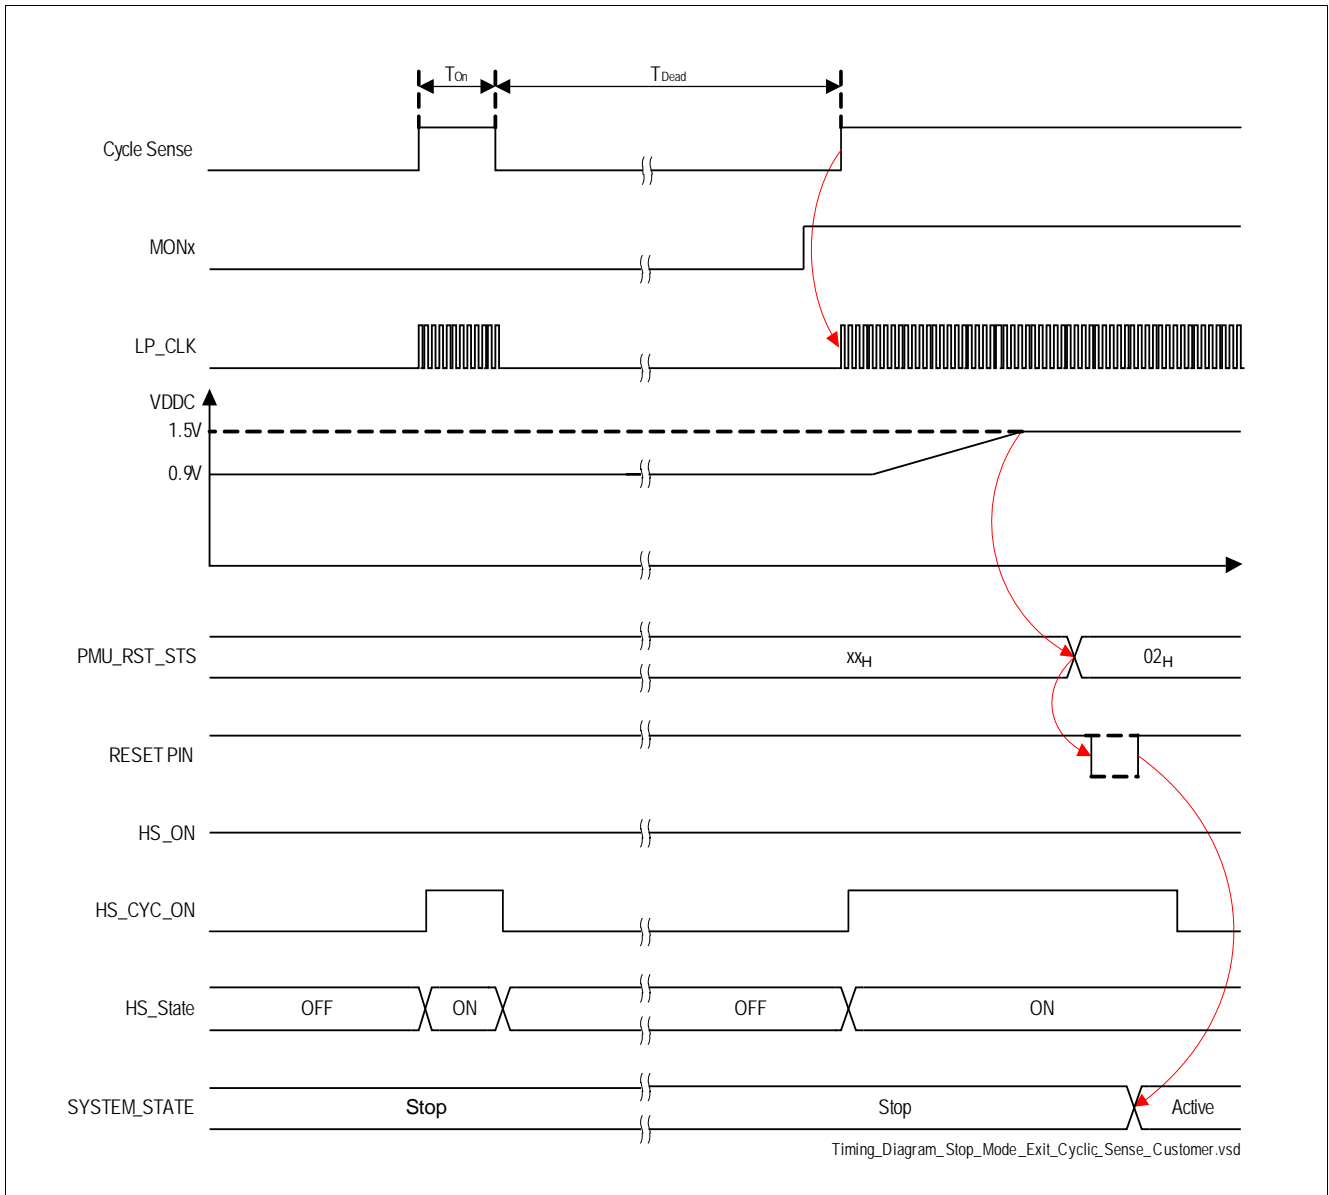 TOn TDead
Cycle Sense
MONx
LP_CLK
VDDC
1.5V
0.9V
PMU_RST_STS xxH 02H
RESET PIN
HS_ON
HS_CYC_ON
HS_State OFF ON OFF ON
SYSTEM_STATE Stop Stop Active
Timing_Diagram_Stop_Mode_Exit_Cyclic_Sense_Customer.vsd